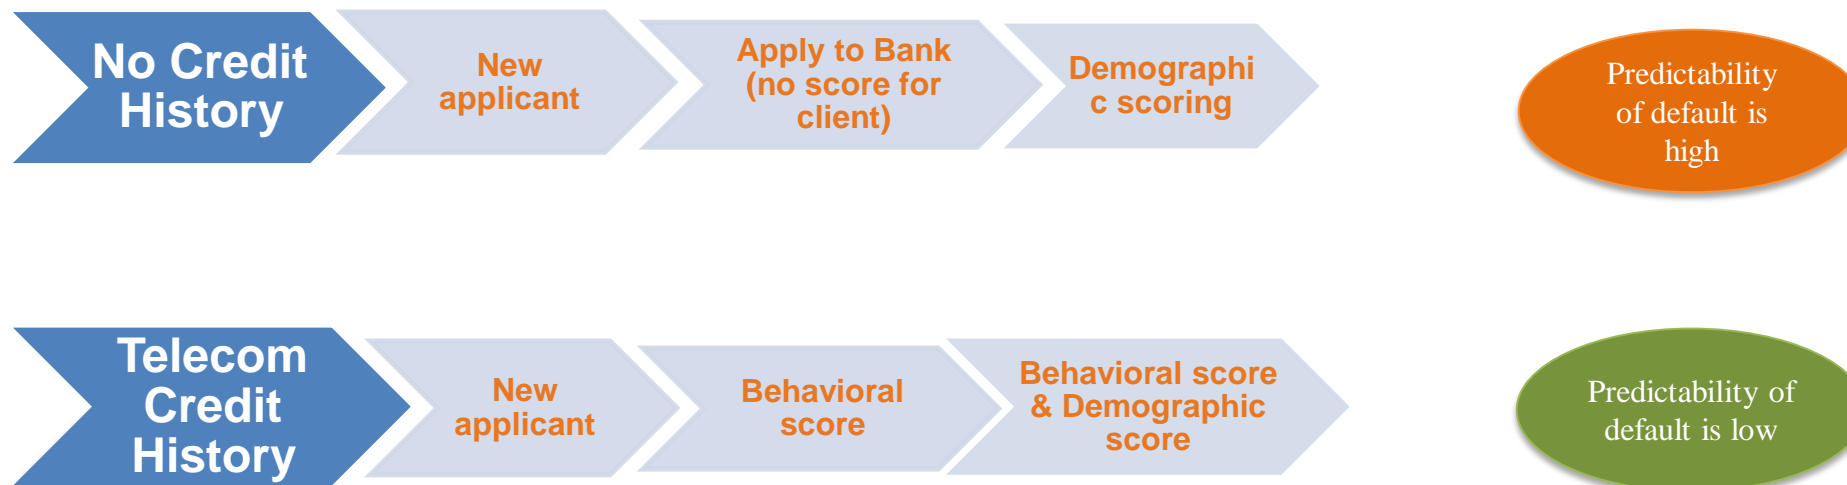 No Credit
History
New
applicant
Apply to Bank
(no score for
client)
Demographi
c scoring
Predictability
of default is
high
Telecom
Credit
History
New
applicant
Behavioral
score
Behavioral score
& Demographic
score
Predictability of
default is low